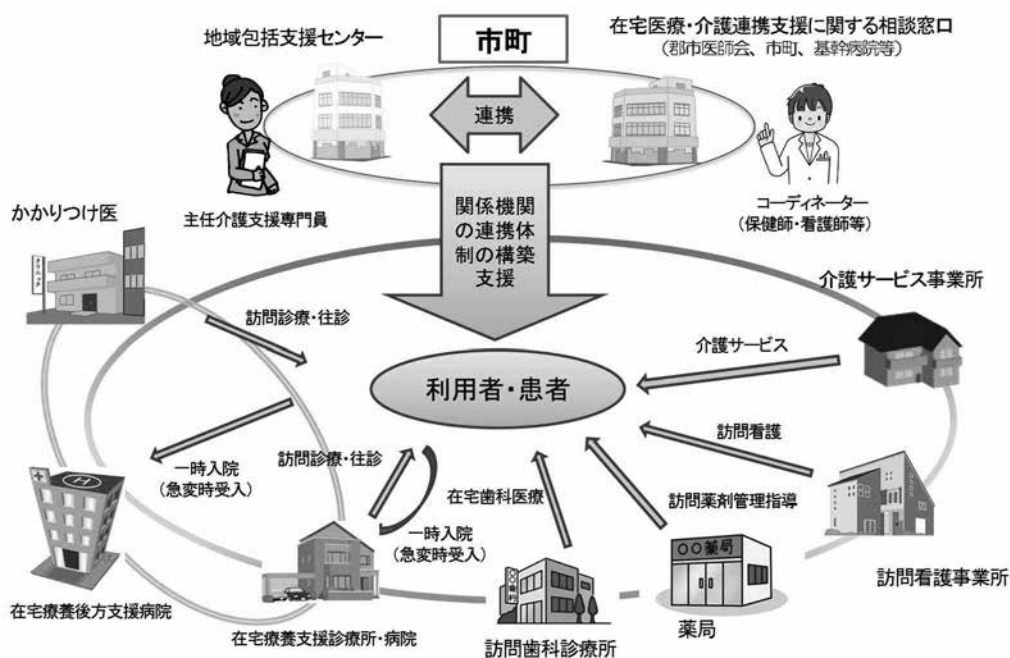 地域包括支援センター
市町
在宅医療・介護連携支援に関する相談窓口
（郡市医師会、市町、基幹病院等）
連携
主任介護支援専門員
コーディネーター
（保健師・看護師等）
関係機関
の連携体
制の構築
支援
かかりつけ医
クリニック
介護サービス事業所
訪問診療・往診
介護サービス
利用者・患者
訪問看護
一時入院
（急変時受入）
訪問診療・往診
在宅歯科医療
訪問薬剤管理指導
一時入院
（急変時受入）
H
〇〇薬局
訪問看護事業所
在宅療養後方支援病院
在宅療養支援診療所・病院
訪問歯科診療所
薬局